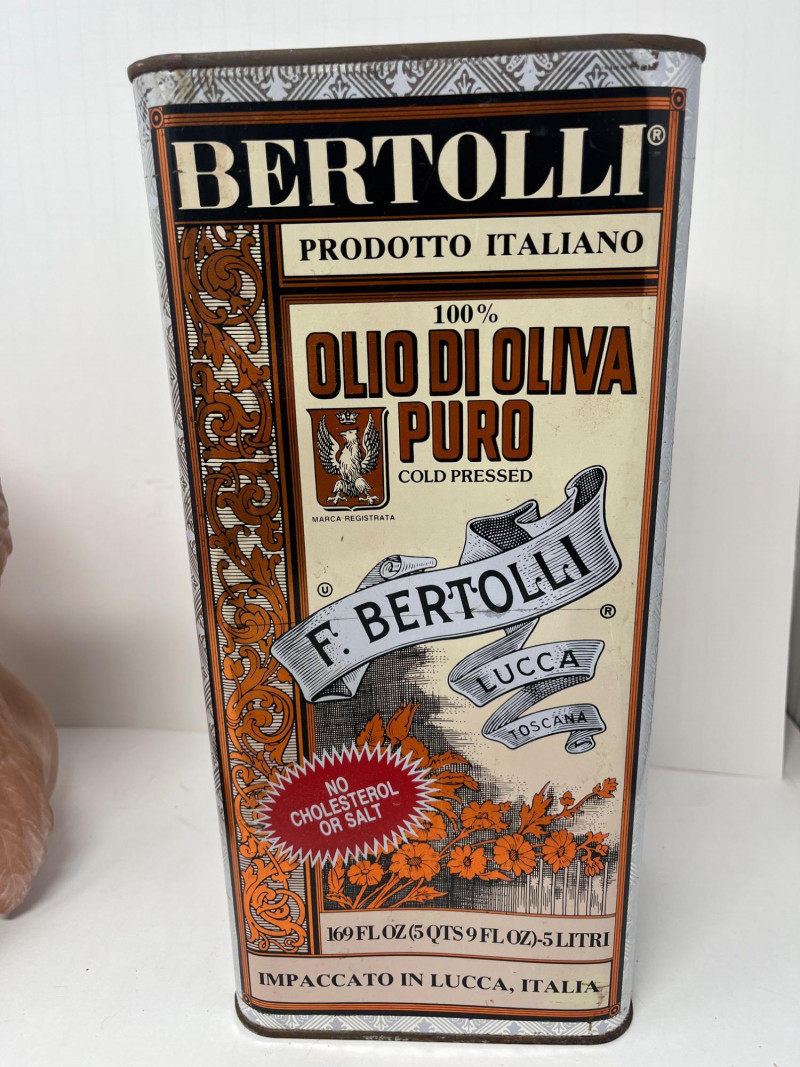 BERTOLLI®
PRODOTTO ITALIANO
100%
OLIO DI OLIVA
PURO
COLD PRESSED
MARCA REGISTRATA
U
F. BERTOLLI
®
LUCCA
TOSCANA
NO
CHOLESTEROL
OR SALT
169 FL OZ (5 QTS 9 FL OZ)-5 LITRI
IMPACCATO IN LUCCA, ITALIA